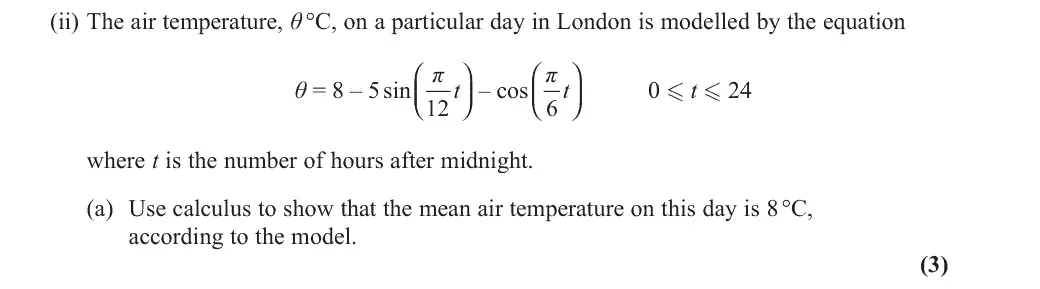 (ii) The air temperature, θ °C, on a particular day in London is modelled by the equation
θ = 8 – 5 sin(π/12 t) – cos(π/6 t)   0 ⩽ t ⩽ 24
where t is the number of hours after midnight.
(a) Use calculus to show that the mean air temperature on this day is 8 °C,
according to the model.
(3)